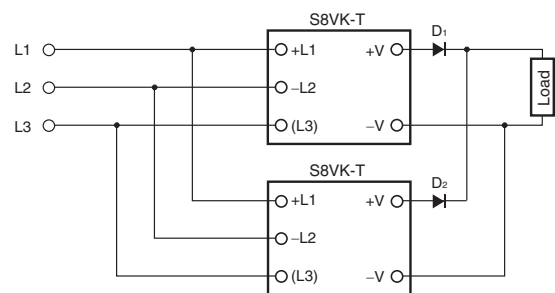 S8VK-T
L1
+L1
+V
D1
L2
–L2
Load
L3
(L3)
–V
S8VK-T
+L1
+V
D2
–L2
(L3)
–V